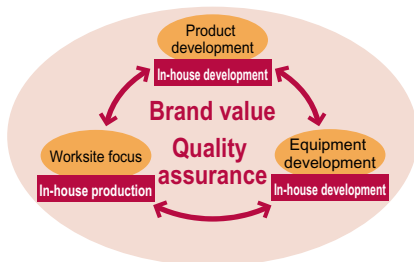 Product
development
In-house development
Brand value
Quality
assurance
Worksite focus
In-house production
Equipment
development
In-house development